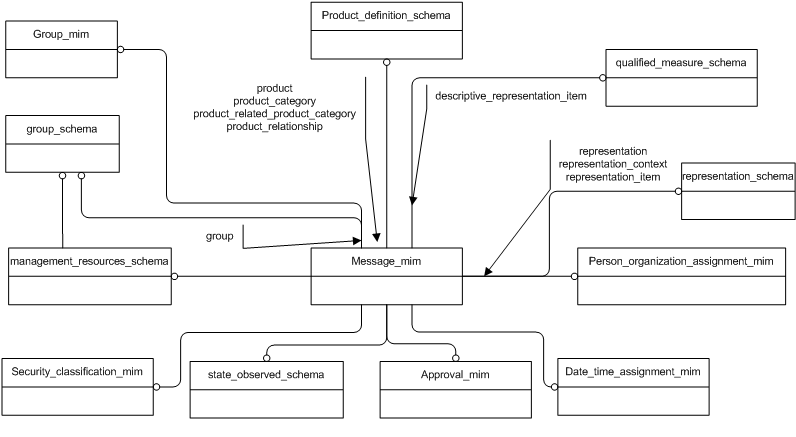 Product_definition_schema
Group_mim
qualified_measure_schema
product
product_category
product_related_product_category
product_relationship
descriptive_representation_item
group_schema
representation
representation_context
representation_item
representation_schema
group
management_resources_schema
Message_mim
Person_organization_assignment_mim
Security_classification_mim
state_observed_schema
Approval_mim
Date_time_assignment_mim